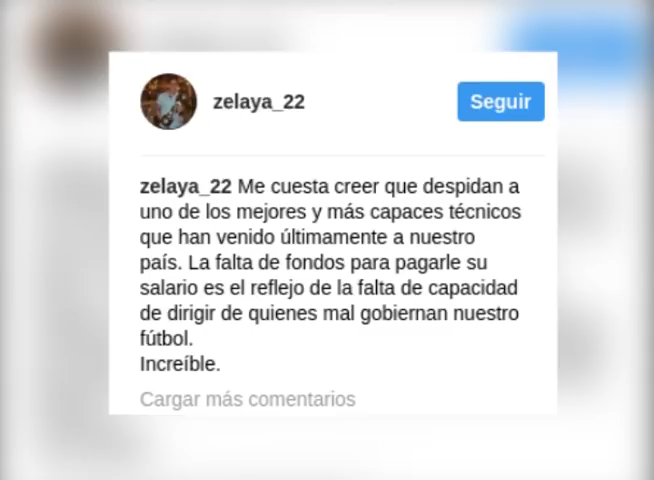 zelaya_22
Seguir
zelaya_22 Me cuesta creer que despidan a
uno de los mejores y más capaces técnicos
que han venido últimamente a nuestro
país. La falta de fondos para pagarle su
salario es el reflejo de la falta de capacidad
de dirigir de quienes mal gobiernan nuestro
fútbol.
Increíble.
Cargar más comentarios